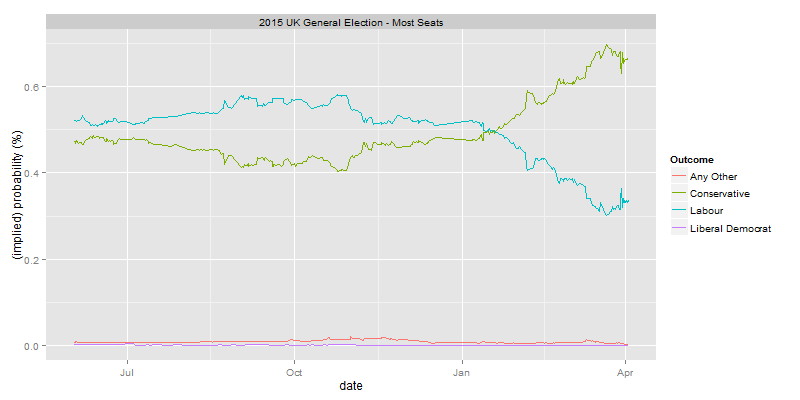 2015 UK General Election - Most Seats
0.6
0.4
0.2
0.0
(implied) probability (%)
Jul
Oct
Jan
Apr
date
Outcome
Any Other
Conservative
Labour
Liberal Democrat